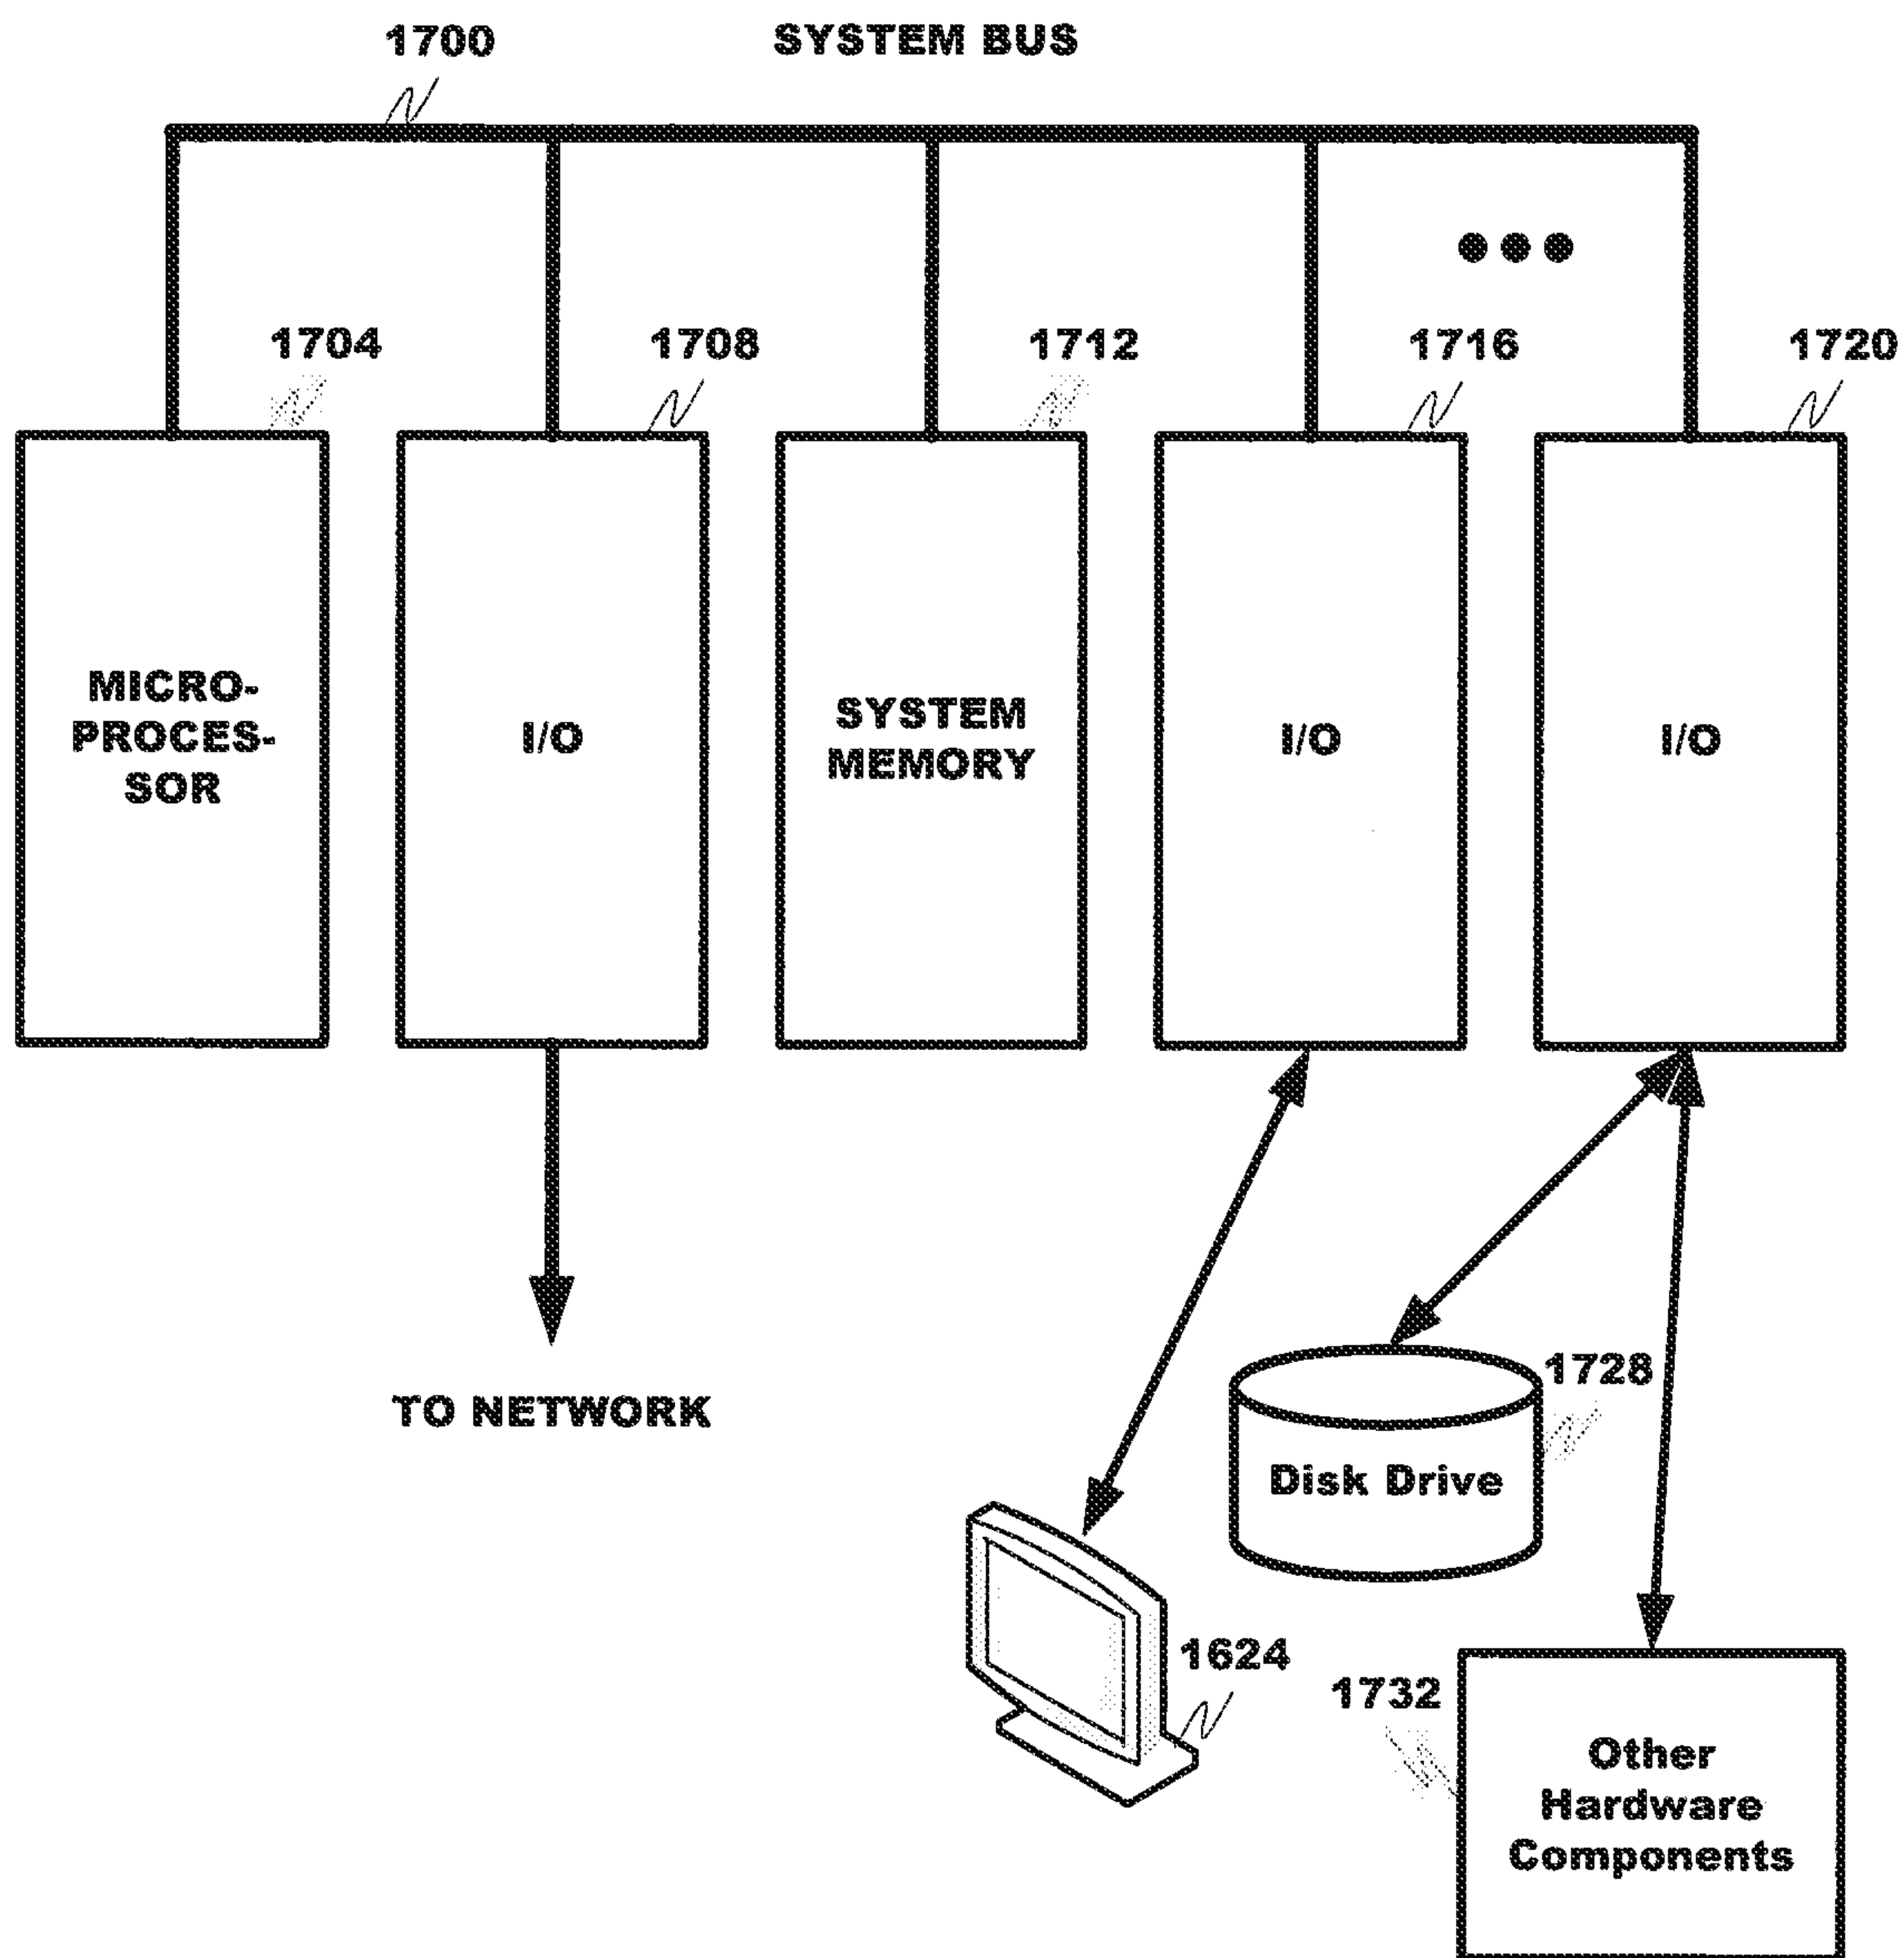 1700
SYSTEM BUS
1704
1708
1712
1716
1720
MICRO-
PROCES-
SOR
I/O
SYSTEM
MEMORY
I/O
I/O
TO NETWORK
1728
Disk Drive
1624
1732
Other
Hardware
Components